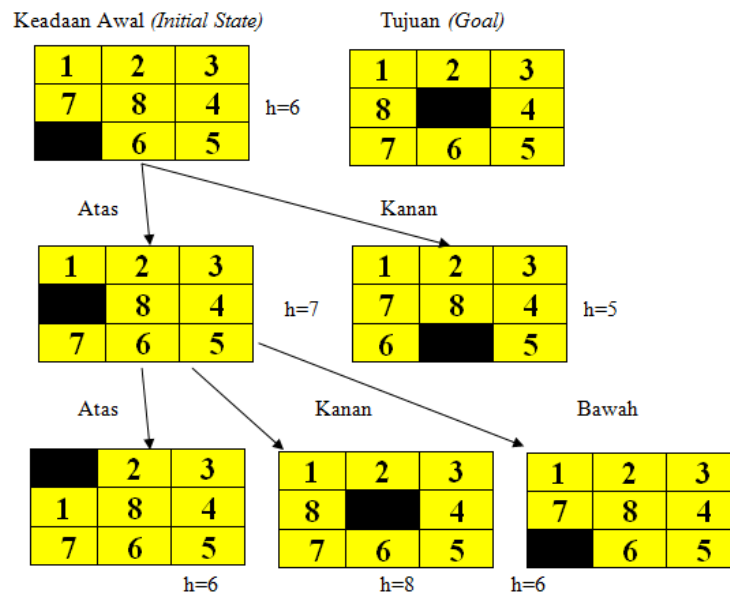 Keadaan Awal (Initial State)
Tujuan (Goal)
1 2 3
7 8 4
6 5
h=6
1 2 3
8 4
7 6 5
Atas
Kanan
1 2 3
8 4
7 6 5
h=7
1 2 3
7 8 4
6 5
h=5
Atas
Kanan
Bawah
2 3
1 8 4
7 6 5
h=6
1 2 3
8 4
7 6 5
h=8
1 2 3
7 8 4
6 5
h=6